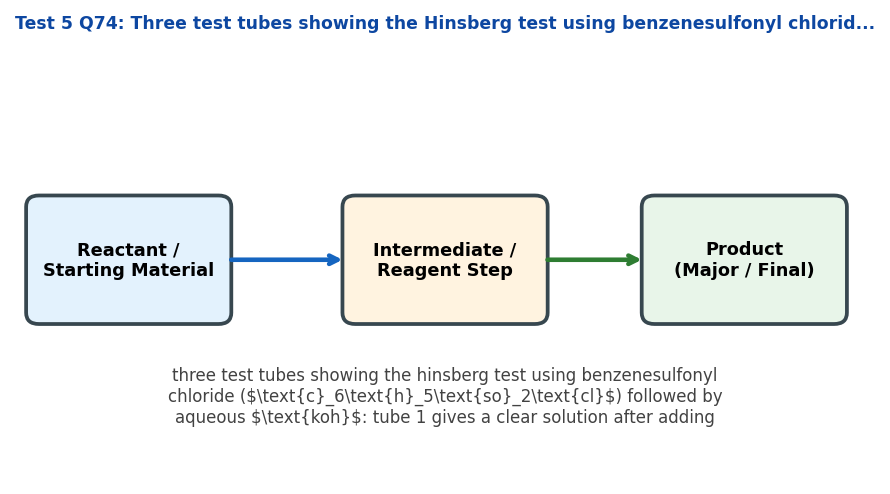 Test 5 Q74: Three test tubes showing the Hinsberg test using benzenesulfonyl chlorid...
Reactant /
Starting Material
Intermediate /
Reagent Step
Product
(Major / Final)
three test tubes showing the hinsberg test using benzenesulfonyl
chloride ($\text{c}_6\text{h}_5\text{so}_2\text{cl}$) followed by
aqueous $\text{koh}$: tube 1 gives a clear solution after adding